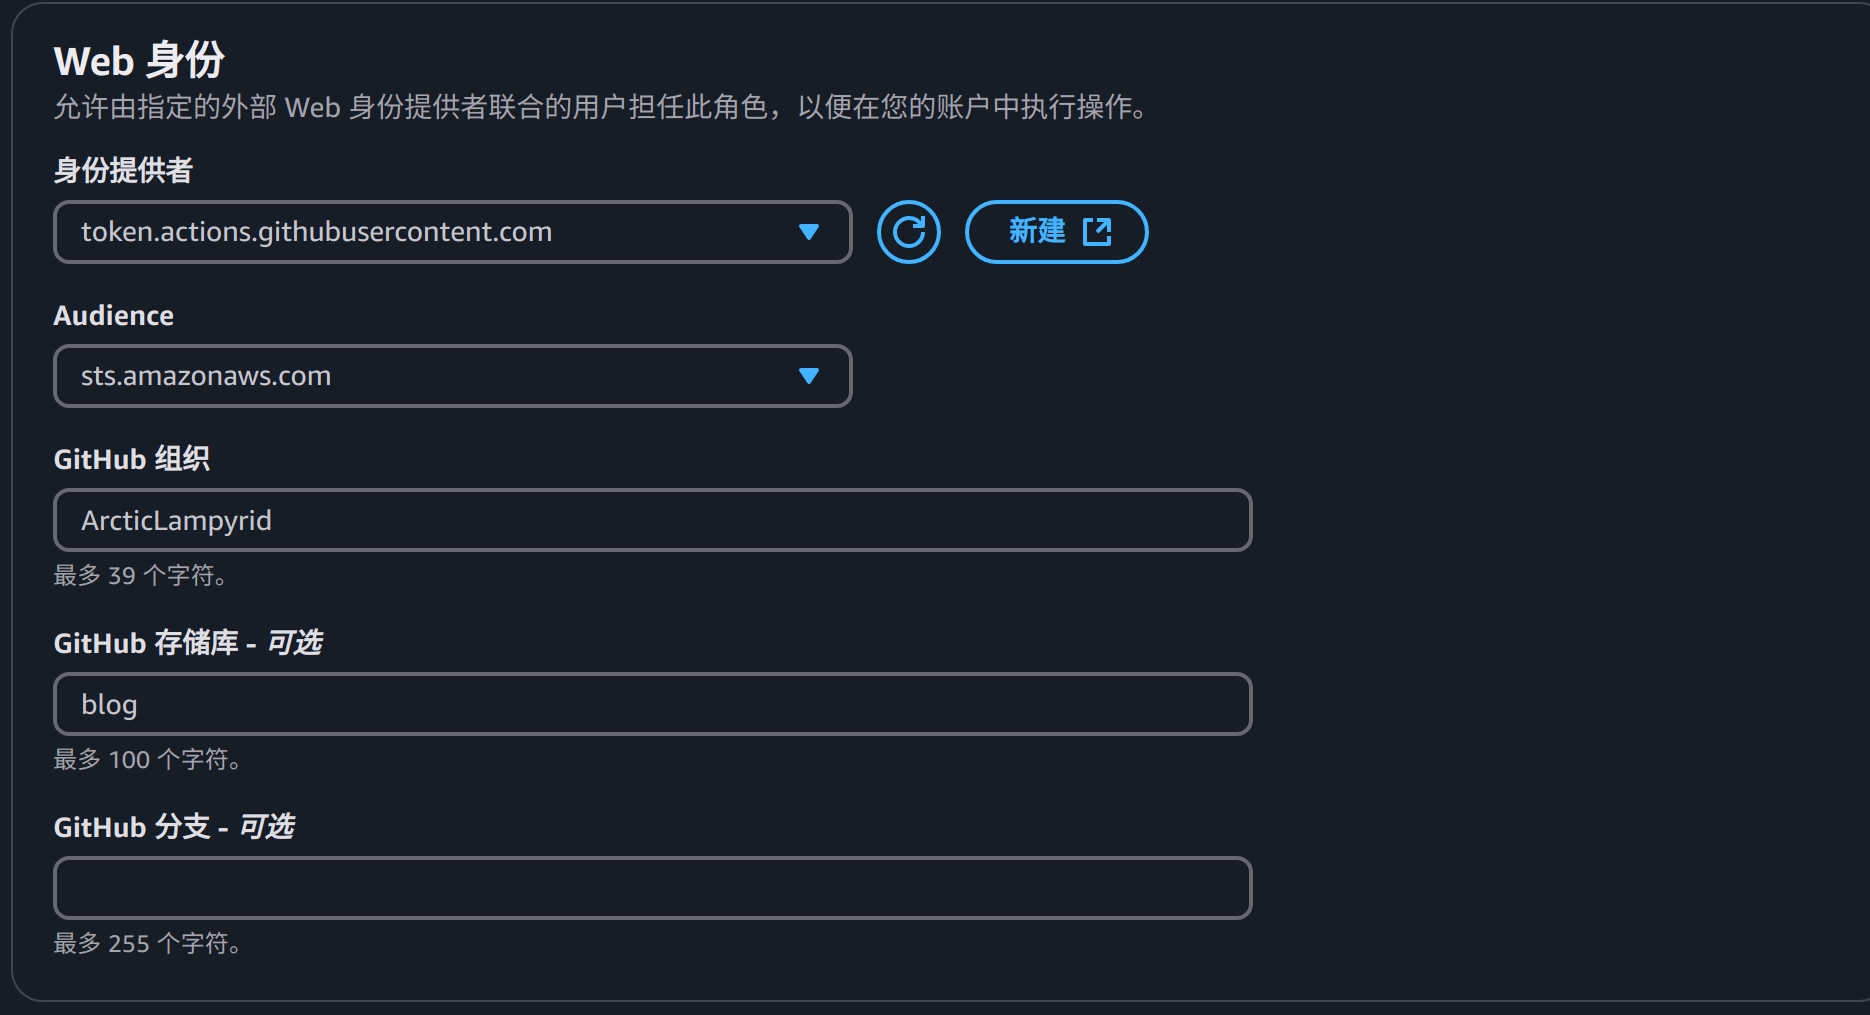 Web 身份
允许由指定的外部 Web 身份提供者联合的用户担任此角色，以便在您的账户中执行操作。
身份提供者
token.actions.githubusercontent.com
新建
Audience
sts.amazonaws.com
GitHub 组织
ArcticLampyrid
最多 39 个字符。
GitHub 存储库 - 可选
blog
最多 100 个字符。
GitHub 分支 - 可选
最多 255 个字符。